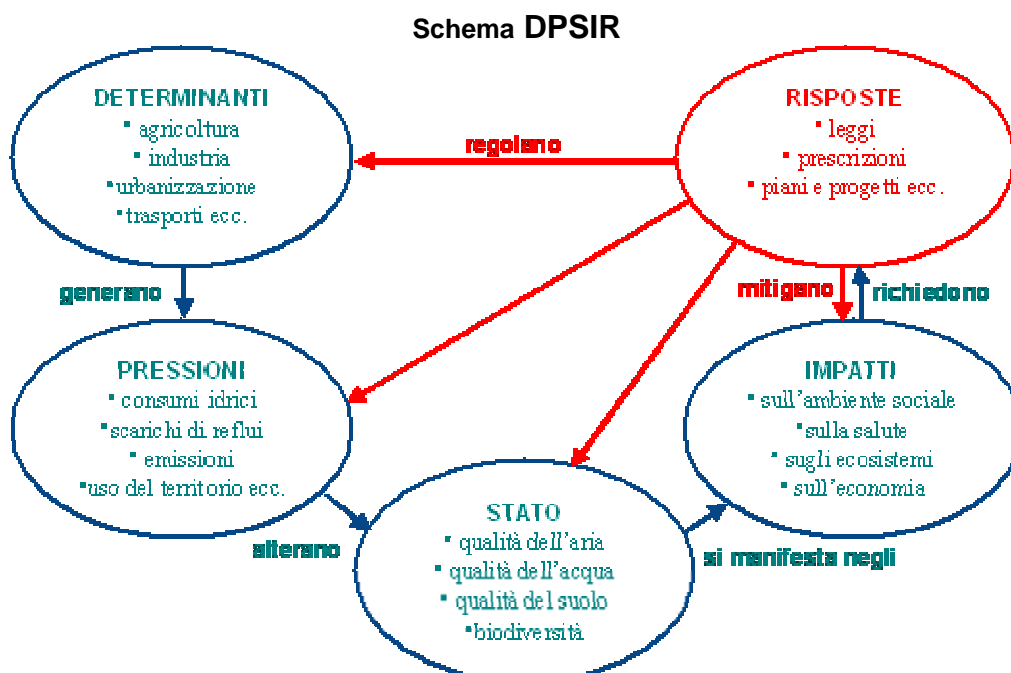 Schema DPSIR
DETERMINANTI
▪ agricoltura
▪ industria
▪urbanizzazione
▪trasporti ecc.
RISPOSTE
▪ leggi
▪ prescrizioni
▪ piani e progetti ecc.
regolano
generano
mitigano
richiedono
PRESSIONI
▪ consumi idrici
▪scarichi di reflui
▪ emissioni
▪uso del territorio ecc.
IMPATTI
▪ sull'ambiente sociale
▪sulla salute
▪ sugli ecosistemi
▪ sull'economia
alterano
STATO
▪ qualità dell'aria
▪ qualità dell'acqua
▪ qualità del suolo
▪biodiversità
si manifesta negli